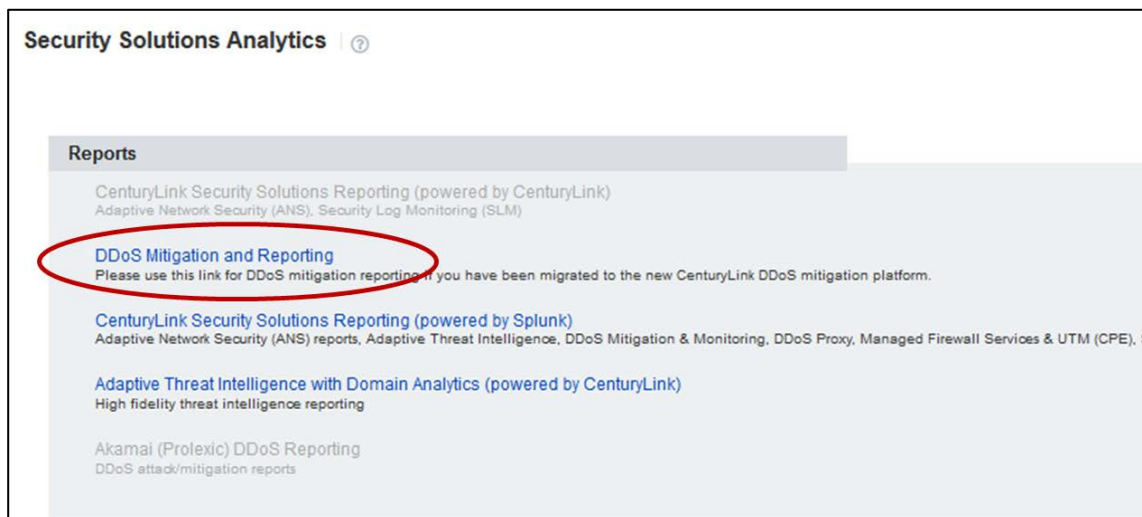 Security Solutions Analytics
Reports
CenturyLink Security Solutions Reporting (powered by CenturyLink)
Adaptive Network Security (ANS), Security Log Monitoring (SLM)
DDoS Mitigation and Reporting
Please use this link for DDoS mitigation reporting if you have been migrated to the new CenturyLink DDoS mitigation platform.
CenturyLink Security Solutions Reporting (powered by Splunk)
Adaptive Network Security (ANS) reports, Adaptive Threat Intelligence, DDoS Mitigation & Monitoring, DDoS Proxy, Managed Firewall Services & UTM (CPE),
Adaptive Threat Intelligence with Domain Analytics (powered by CenturyLink)
High fidelity threat intelligence reporting
Akamai (Prolexic) DDoS Reporting
DDoS attack/mitigation reports